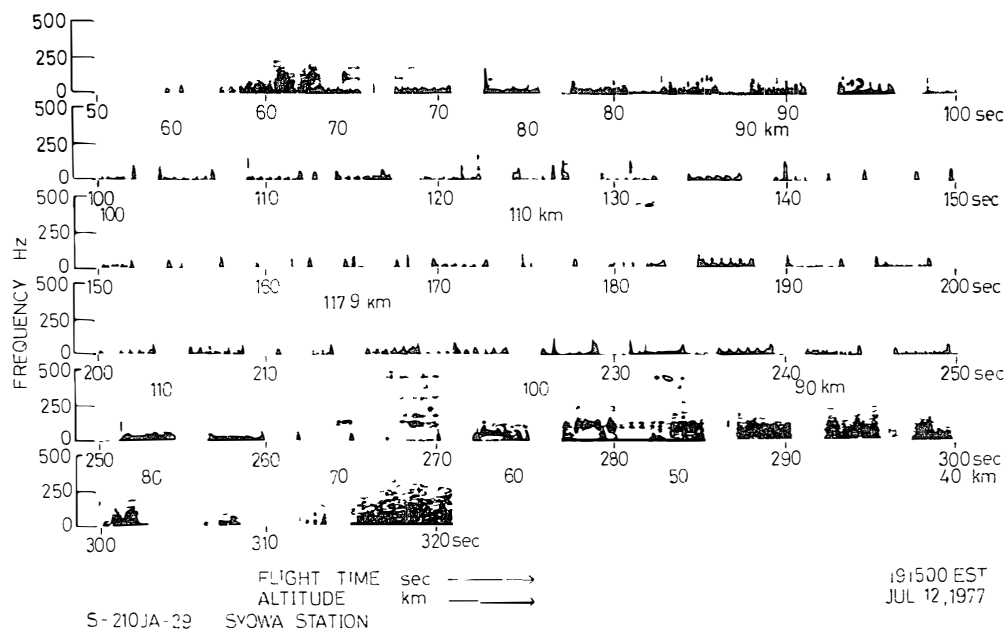 500
250
0
50 60 70 80 90 100 sec
60 70 80 90 km
500
250
0
100 110 120 130 140 150 sec
100 110 km
500
250
0
150 160 170 180 190 200 sec
117 9 km
500
250
0
200 210 230 240 250 sec
110 100 90 km
500
250
0
250 260 270 280 290 300 sec
80 70 60 50 40 km
500
250
0
300 310 320 sec
FREQUENCY Hz
FLIGHT TIME sec
ALTITUDE km
S-210JA-29 SYOWA STATION
191500 EST
JUL 12, 1977